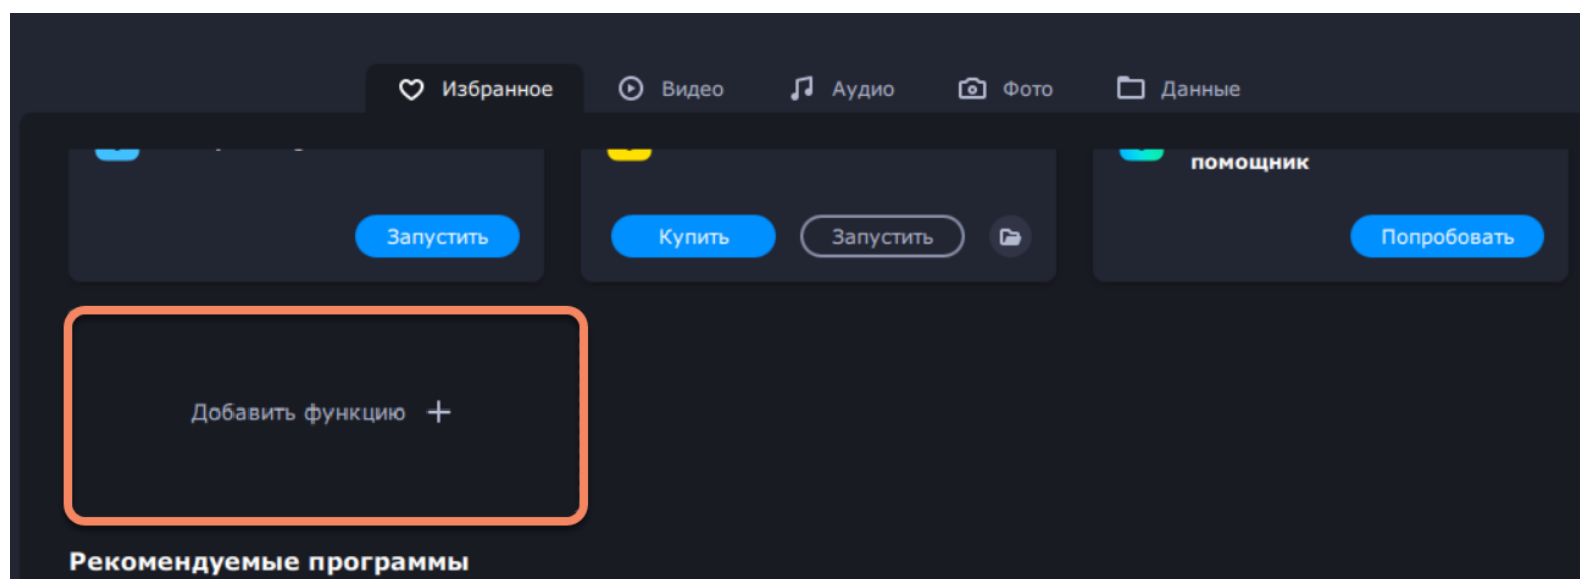 Избранное
Видео
Аудио
Фото
Данные
помощник
Запустить
Купить
Запустить
Попробовать
Добавить функцию +
Рекомендуемые программы